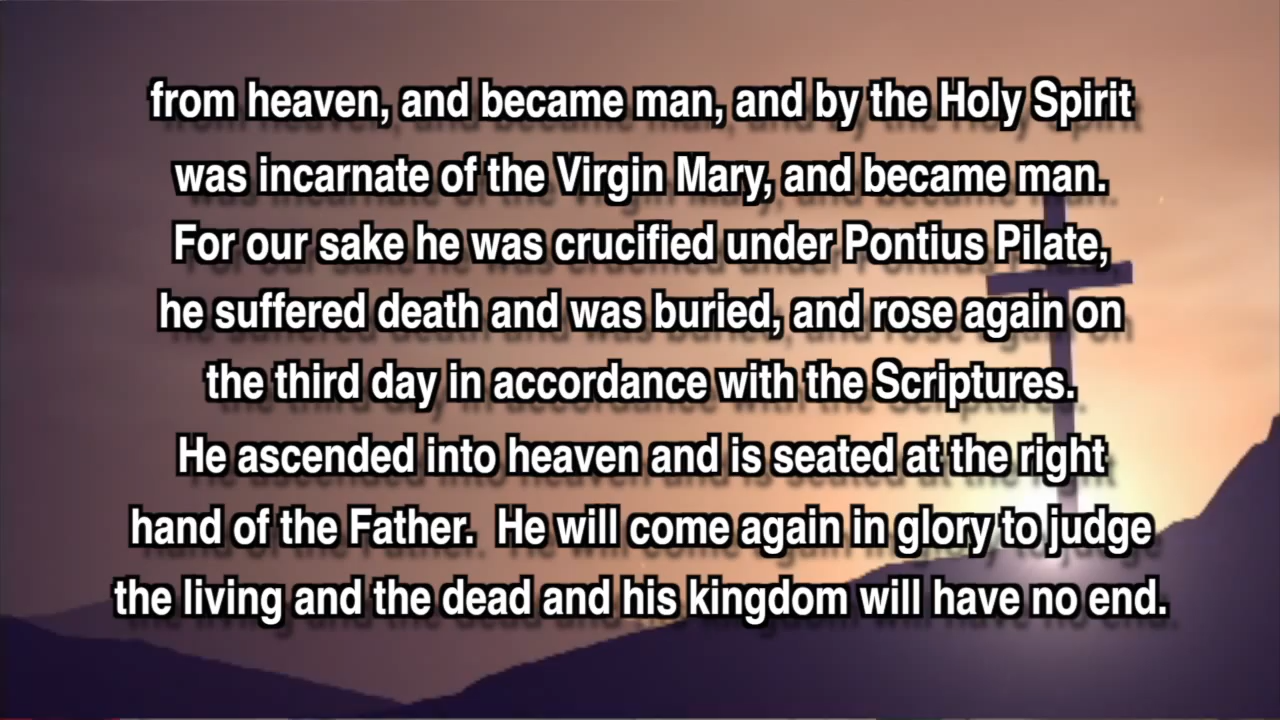 from heaven, and became man, and by the Holy Spirit
was incarnate of the Virgin Mary, and became man.
For our sake he was crucified under Pontius Pilate,
he suffered death and was buried, and rose again on
the third day in accordance with the Scriptures.
He ascended into heaven and is seated at the right
hand of the Father.  He will come again in glory to judge
the living and the dead and his kingdom will have no end.